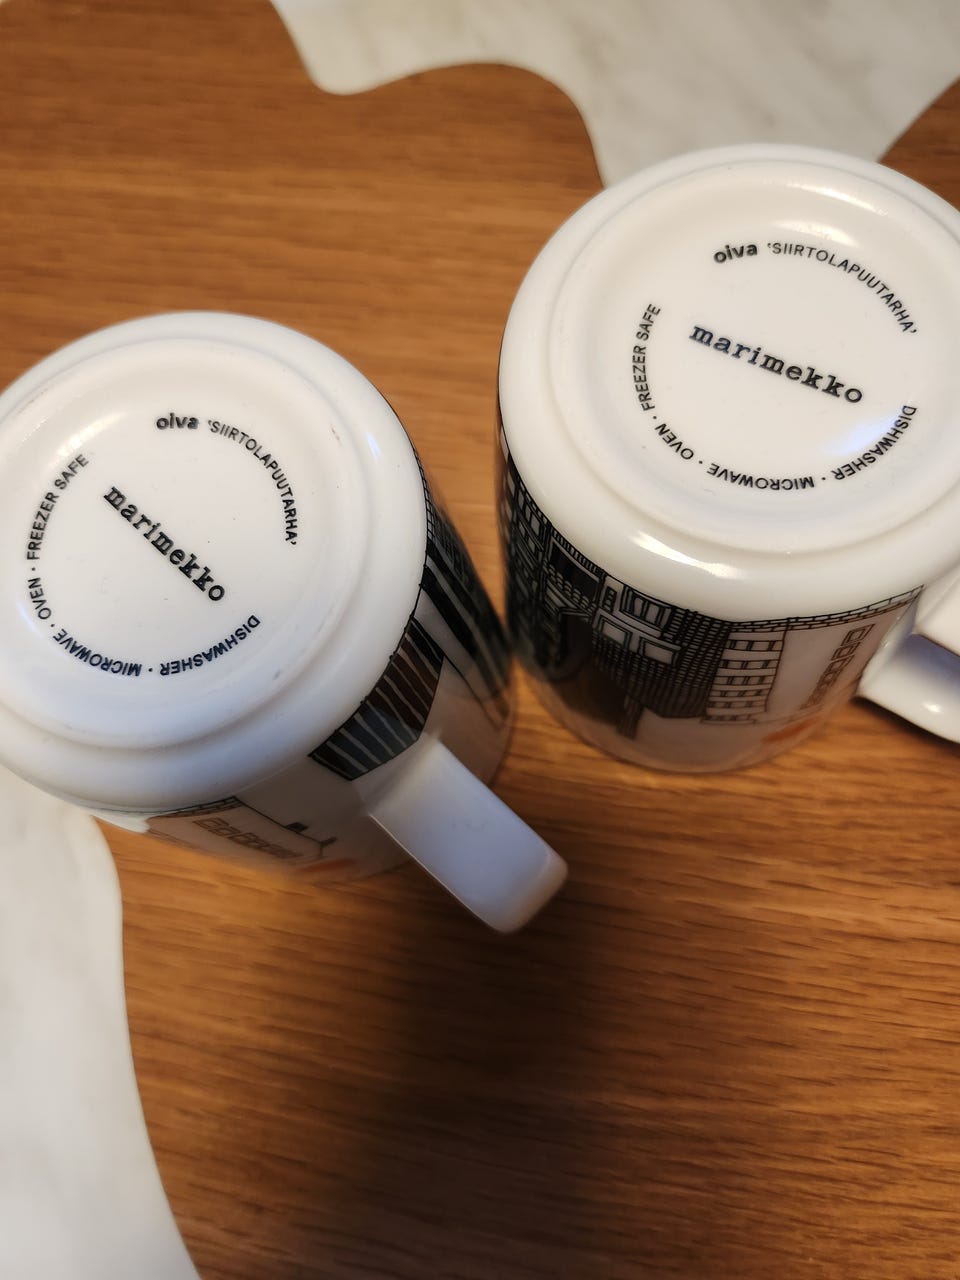 oiva 'SIIRTOLAPUUTARHA'
marimekko
DISHWASHER · MICROWAVE · OVEN · FREEZER SAFE
oiva 'SIIRTOLAPUUTARHA'
marimekko
DISHWASHER · MICROWAVE · OVEN · FREEZER SAFE